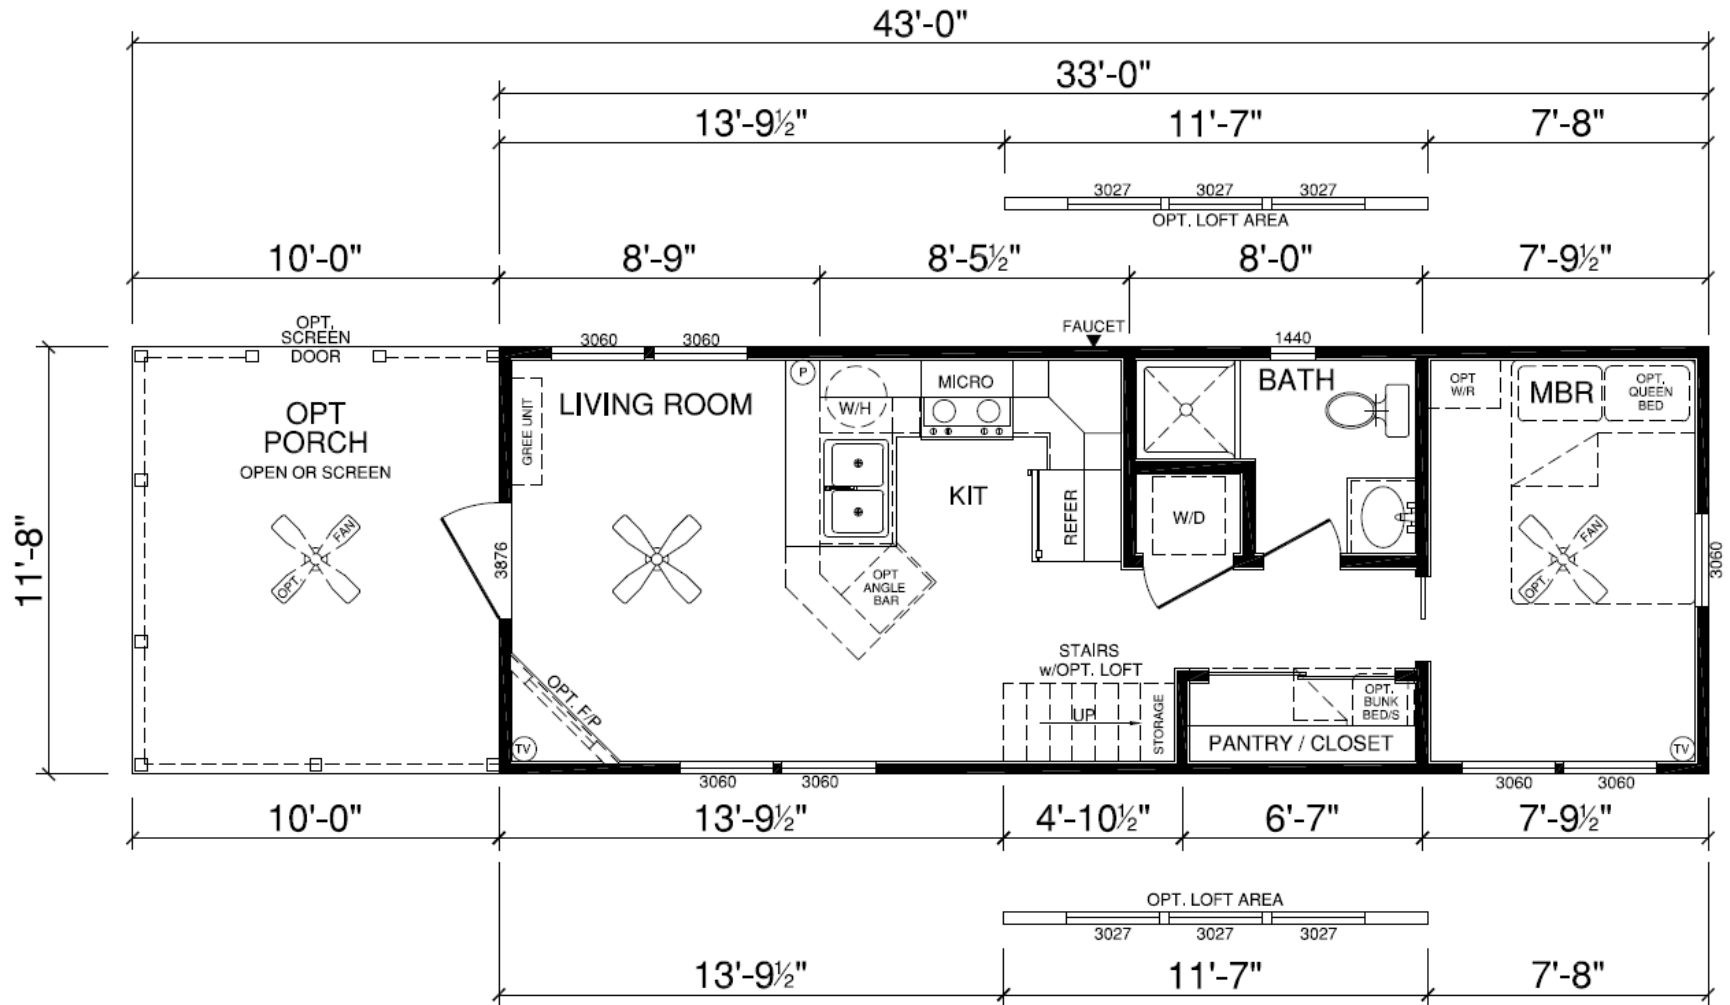 43'-0"
33'-0"
13'-9½" 11'-7" 7'-8"
3027 3027 3027
OPT. LOFT AREA
10'-0" 8'-9" 8'-5½" 8'-0" 7'-9½"
OPT.
SCREEN
DOOR
3060 3060
FAUCET
1440
OPT
PORCH
OPEN OR SCREEN
FAN
OPT.
11'-8"
GREE UNIT
LIVING ROOM
3876
P
W/H
MICRO
KIT
REFER
OPT
ANGLE
BAR
BATH
W/D
OPT
W/R
MBR
OPT.
QUEEN
BED
FAN
OPT.
3060
OPT. F/P
TV
STAIRS
w/OPT. LOFT
UP
STORAGE
OPT.
BUNK
BED/S
PANTRY / CLOSET
TV
3060 3060
3060 3060
10'-0" 13'-9½" 4'-10½" 6'-7" 7'-9½"
OPT. LOFT AREA
3027 3027 3027
13'-9½" 11'-7" 7'-8"